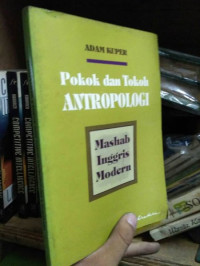 ADAM KUPER
Pokok dan Tokoh
ANTROPOLOGI
Mashab
Inggris
Modern